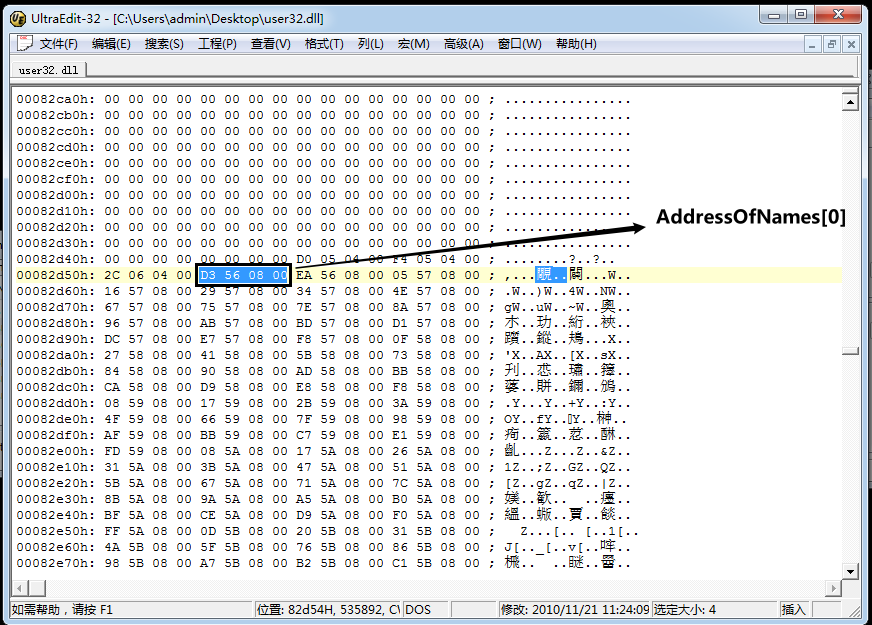 UltraEdit-32 - [C:\Users\admin\Desktop\user32.dll]
文件(F) 编辑(E) 搜索(S) 工程(P) 查看(V) 格式(T) 列(L) 宏(M) 高级(A) 窗口(W) 帮助(H)
user32.dll
00082ca0h: 00 00 00 00 00 00 00 00 00 00 00 00 00 00 00 00 ; ................
00082cb0h: 00 00 00 00 00 00 00 00 00 00 00 00 00 00 00 00 ; ................
00082cc0h: 00 00 00 00 00 00 00 00 00 00 00 00 00 00 00 00 ; ................
00082cd0h: 00 00 00 00 00 00 00 00 00 00 00 00 00 00 00 00 ; ................
00082ce0h: 00 00 00 00 00 00 00 00 00 00 00 00 00 00 00 00 ; ................
00082cf0h: 00 00 00 00 00 00 00 00 00 00 00 00 00 00 00 00 ; ................
00082d00h: 00 00 00 00 00 00 00 00 00 00 00 00 00 00 00 00 ; ................
00082d10h: 00 00 00 00 00 00 00 00 00 00 00 00 00 00 00 00 ; ................
AddressOfNames[0]
00082d20h: 00 00 00 00 00 00 00 00 00 00 00 00 00 00 00 00 ; ................
00082d30h: 00 00 00 00 00 00 00 00 00 00 00 00 00 00 00 00 ; ................
00082d40h: 00 00 00 00 00 00 00 00 D0 05 04 00 F4 05 04 00 ; ........?..?..
00082d50h: 2C 06 04 00 D3 56 08 00 EA 56 08 00 05 57 08 00 ; ,...覸..闚...W..
00082d60h: 16 57 08 00 29 57 08 00 34 57 08 00 4E 57 08 00 ; .W..)W..4W..NW..
00082d70h: 67 57 08 00 75 57 08 00 7E 57 08 00 8A 57 08 00 ; gW..uW..~W..奧..
00082d80h: 96 57 08 00 AB 57 08 00 BD 57 08 00 D1 57 08 00 ; ..玏..絎..裌..
00082d90h: DC 57 08 00 E7 57 08 00 F8 57 08 00 0F 58 08 00 ; ..鏦..鳺...X..
00082da0h: 27 58 08 00 41 58 08 00 5B 58 08 00 73 58 08 00 ; 'X..AX..[X..sX..
00082db0h: 84 58 08 00 90 58 08 00 AD 58 08 00 BB 58 08 00 ; ..怷....籜..
00082dc0h: CA 58 08 00 D9 58 08 00 E8 58 08 00 F8 58 08 00 ; ..賆......
00082dd0h: 08 59 08 00 17 59 08 00 2B 59 08 00 3A 59 08 00 ; .Y...Y..+Y..:Y..
00082de0h: 4F 59 08 00 66 59 08 00 7F 59 08 00 98 59 08 00 ; OY..fY..Y....
00082df0h: AF 59 08 00 BB 59 08 00 C7 59 08 00 E1 59 08 00 ; ........
00082e00h: FD 59 08 00 08 5A 08 00 17 5A 08 00 26 5A 08 00 ; ...Z...Z..&Z..
00082e10h: 31 5A 08 00 3B 5A 08 00 47 5A 08 00 51 5A 08 00 ; 1Z..;Z..GZ..QZ..
00082e20h: 5B 5A 08 00 67 5A 08 00 71 5A 08 00 7C 5A 08 00 ; [Z..gZ..qZ..|Z..
00082e30h: 8B 5A 08 00 9A 5A 08 00 A5 5A 08 00 B0 5A 08 00 ; ........
00082e40h: BF 5A 08 00 CE 5A 08 00 D9 5A 08 00 F0 5A 08 00 ; ....賈....
00082e50h: FF 5A 08 00 0D 5B 08 00 20 5B 08 00 31 5B 08 00 ; Z...[.. [..1[..
00082e60h: 4A 5B 08 00 5F 5B 08 00 76 5B 08 00 86 5B 08 00 ; J[.._[..v[....
00082e70h: 98 5B 08 00 A7 5B 08 00 B2 5B 08 00 C1 5B 08 00 ; ........
如需帮助，请按 F1 位置: 82d54H, 535892, C\ DOS 修改: 2010/11/21 11:24:09 选定大小: 4 插入